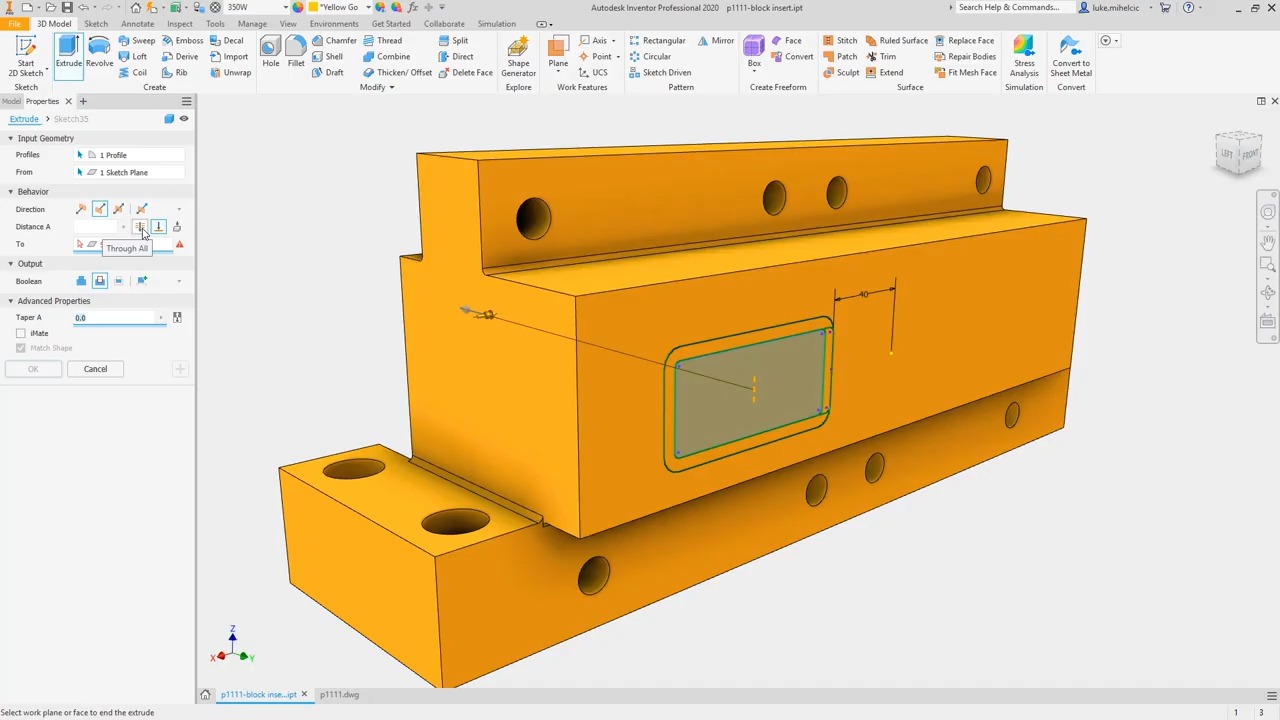 350W
*Yellow Go
Autodesk Inventor Professional 2020 p1111-block insert.ipt
Search Help & Commands...
luke.mihelcic
File 3D Model Sketch Annotate Inspect Tools Manage View Environments Get Started Collaborate Simulation
Start 2D Sketch
Sketch
Extrude
Revolve
Sweep Emboss Decal
Loft Derive Import
Coil Rib Unwrap
Create
Hole
Fillet
Chamfer Thread Split
Shell Combine Direct
Draft Thicken/ Offset Delete Face
Modify
Shape Generator
Explore
Plane
Axis
Point
UCS
Work Features
Rectangular Mirror
Circular
Sketch Driven
Pattern
Box
Face
Convert
Create Freeform
Stitch Ruled Surface Replace Face
Patch Trim Repair Bodies
Sculpt Extend Fit Mesh Face
Surface
Stress Analysis
Simulation
Convert to Sheet Metal
Convert
Model Properties
Extrude > Sketch35
Input Geometry
Profiles 1 Profile
From 1 Sketch Plane
Behavior
Direction
Distance A
To
Through All
Output
Boolean
Advanced Properties
Taper A 0.0
iMate
Match Shape
OK Cancel
LEFT FRONT
40
Z
X Y
p1111-block inse...ipt p1111.dwg
Select work plane or face to end the extrude
1 3